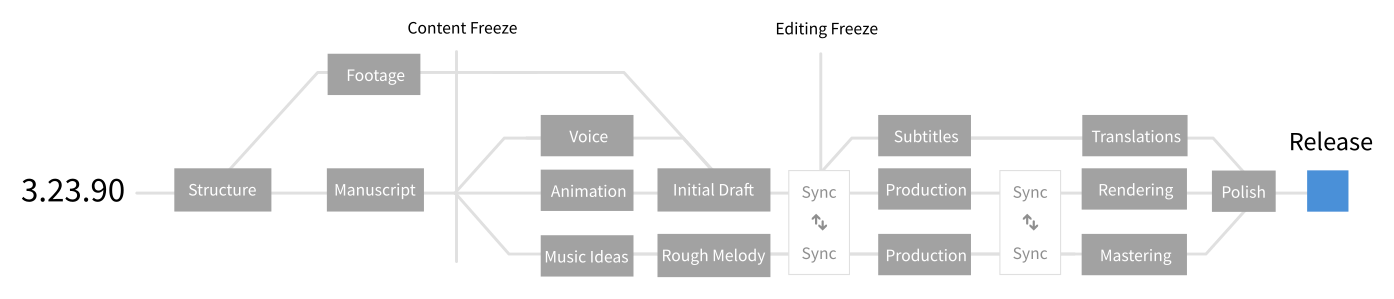 Content Freeze
Editing Freeze
Footage
Voice
Subtitles
Translations
Release
3.23.90
Structure
Manuscript
Animation
Initial Draft
Sync
Production
Sync
Rendering
Polish
Music Ideas
Rough Melody
Sync
Production
Sync
Mastering